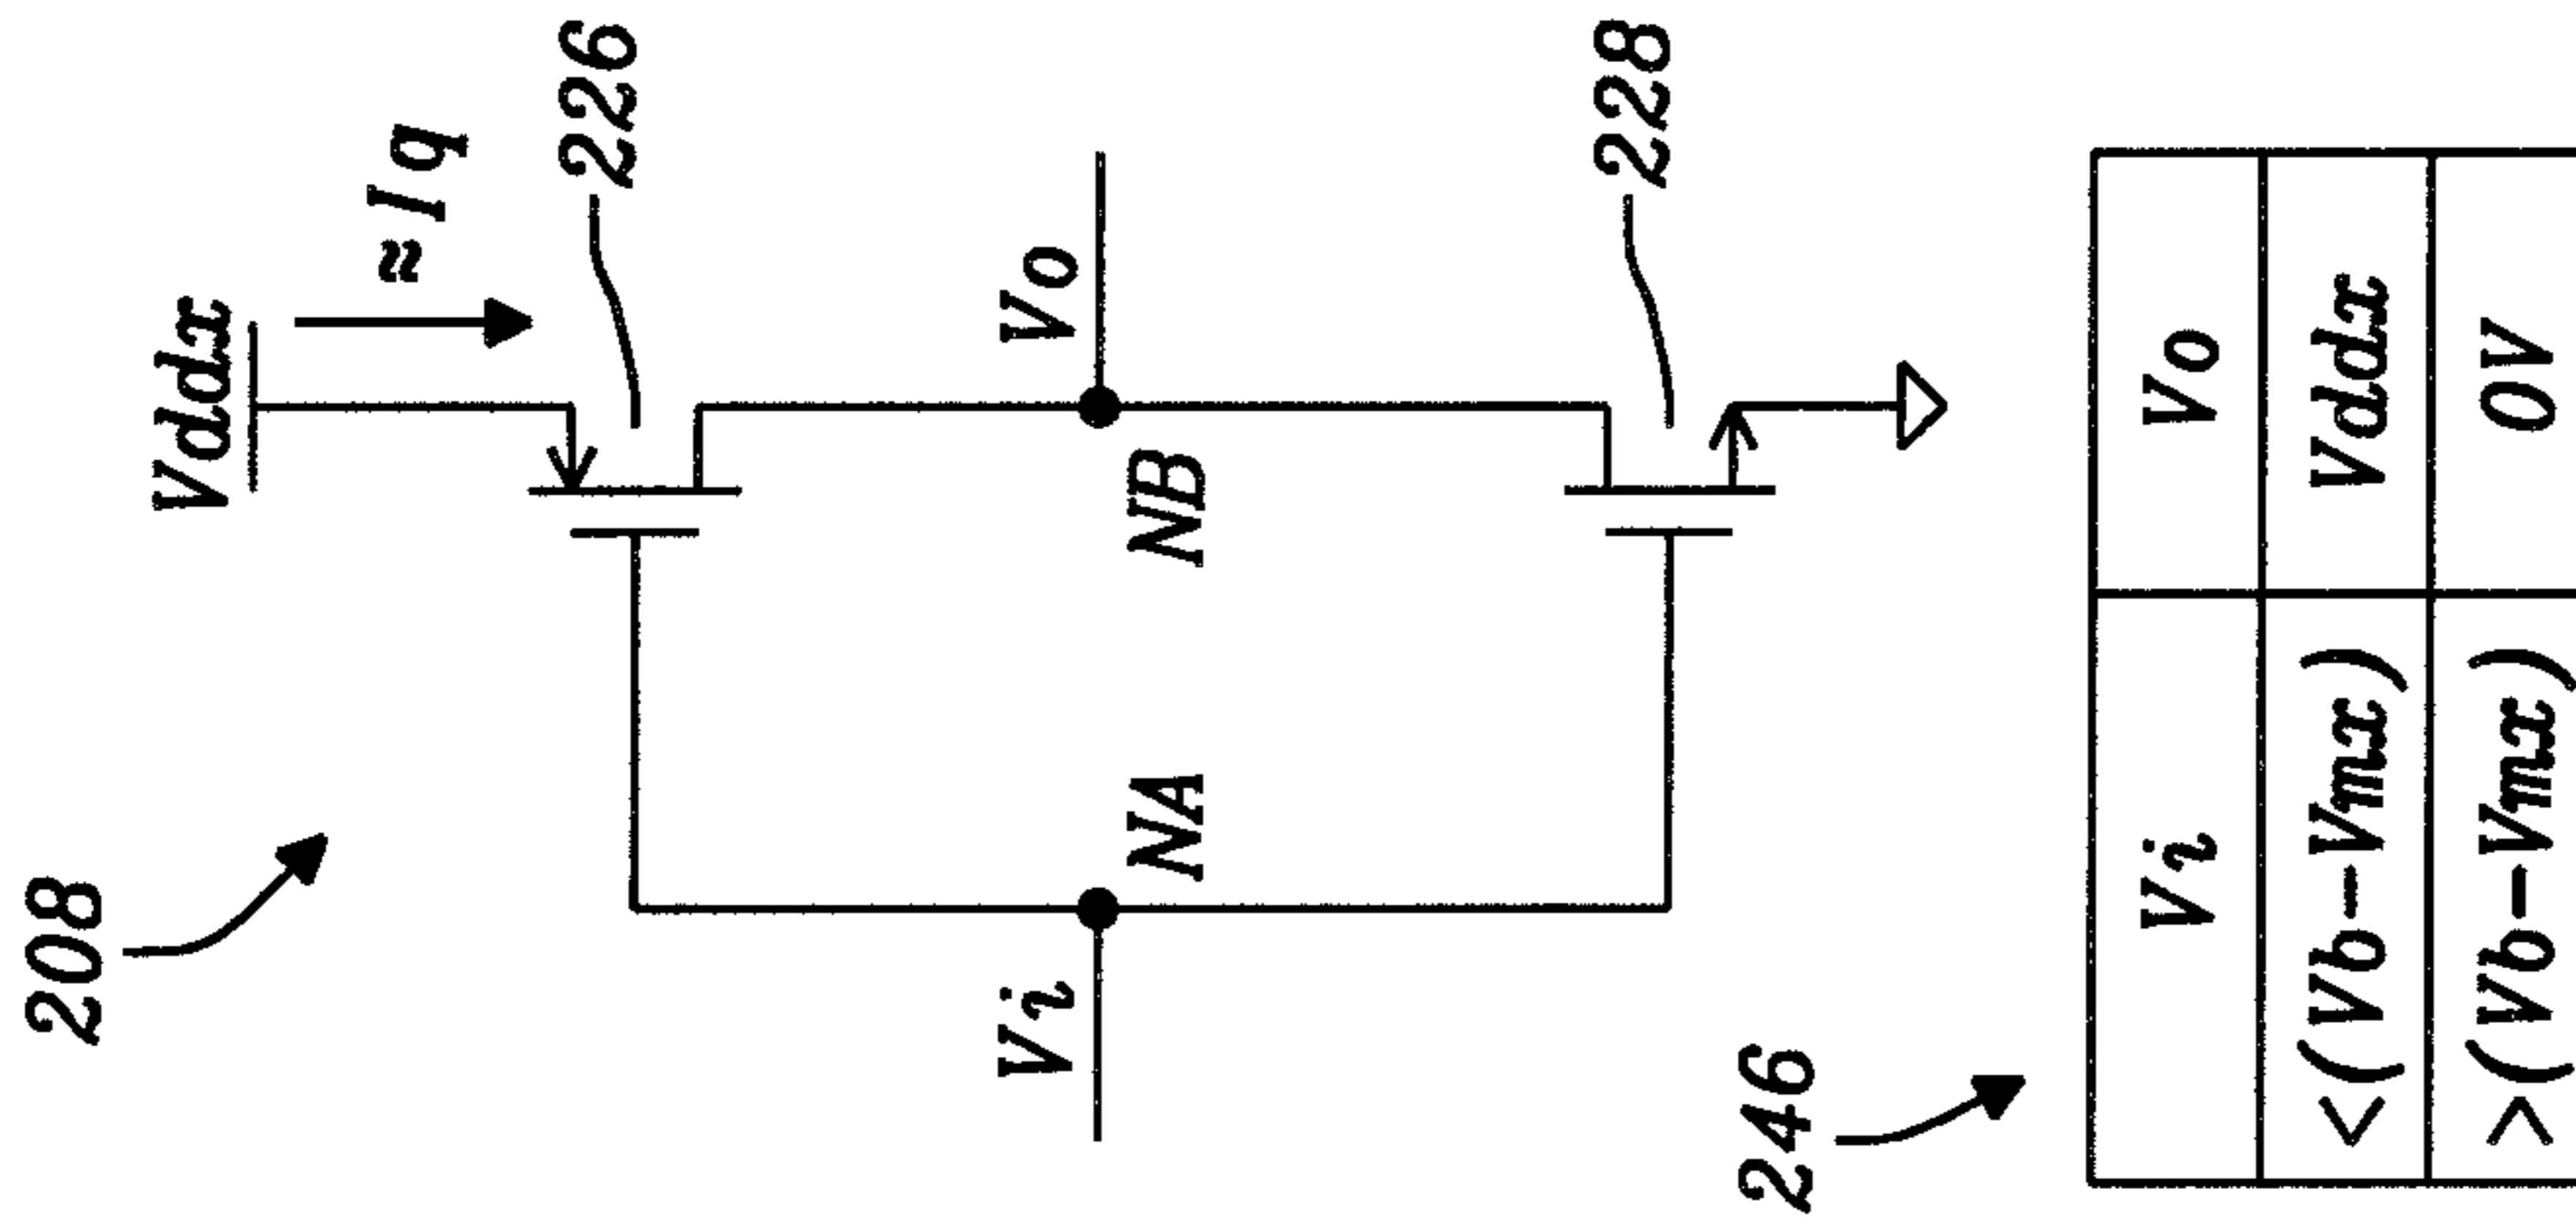 208
Vddx
≈Iq
226
Vi Vo
NA NB
228
246
Vi Vo
<(Vb-Vmx) Vddx
>(Vb-Vmx) 0V